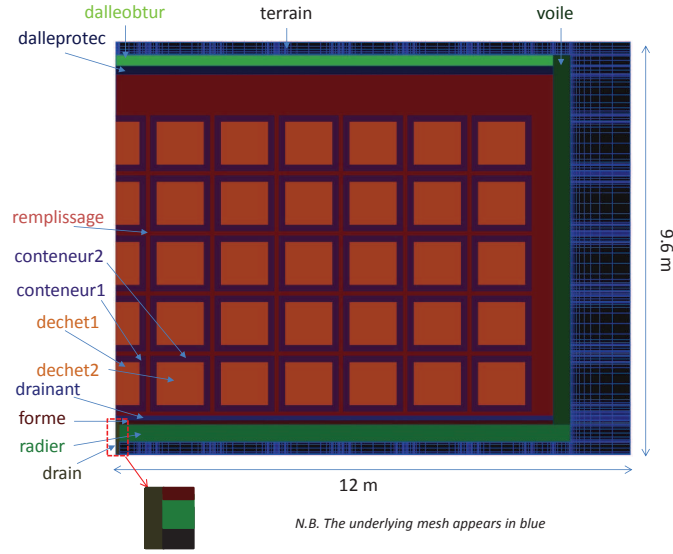 dalleobtur
terrain
voile
dalleprotec
remplissage
conteneur2
conteneur1
dechet1
dechet2
drainant
forme
radier
drain
9.6 m
12 m
N.B. The underlying mesh appears in blue